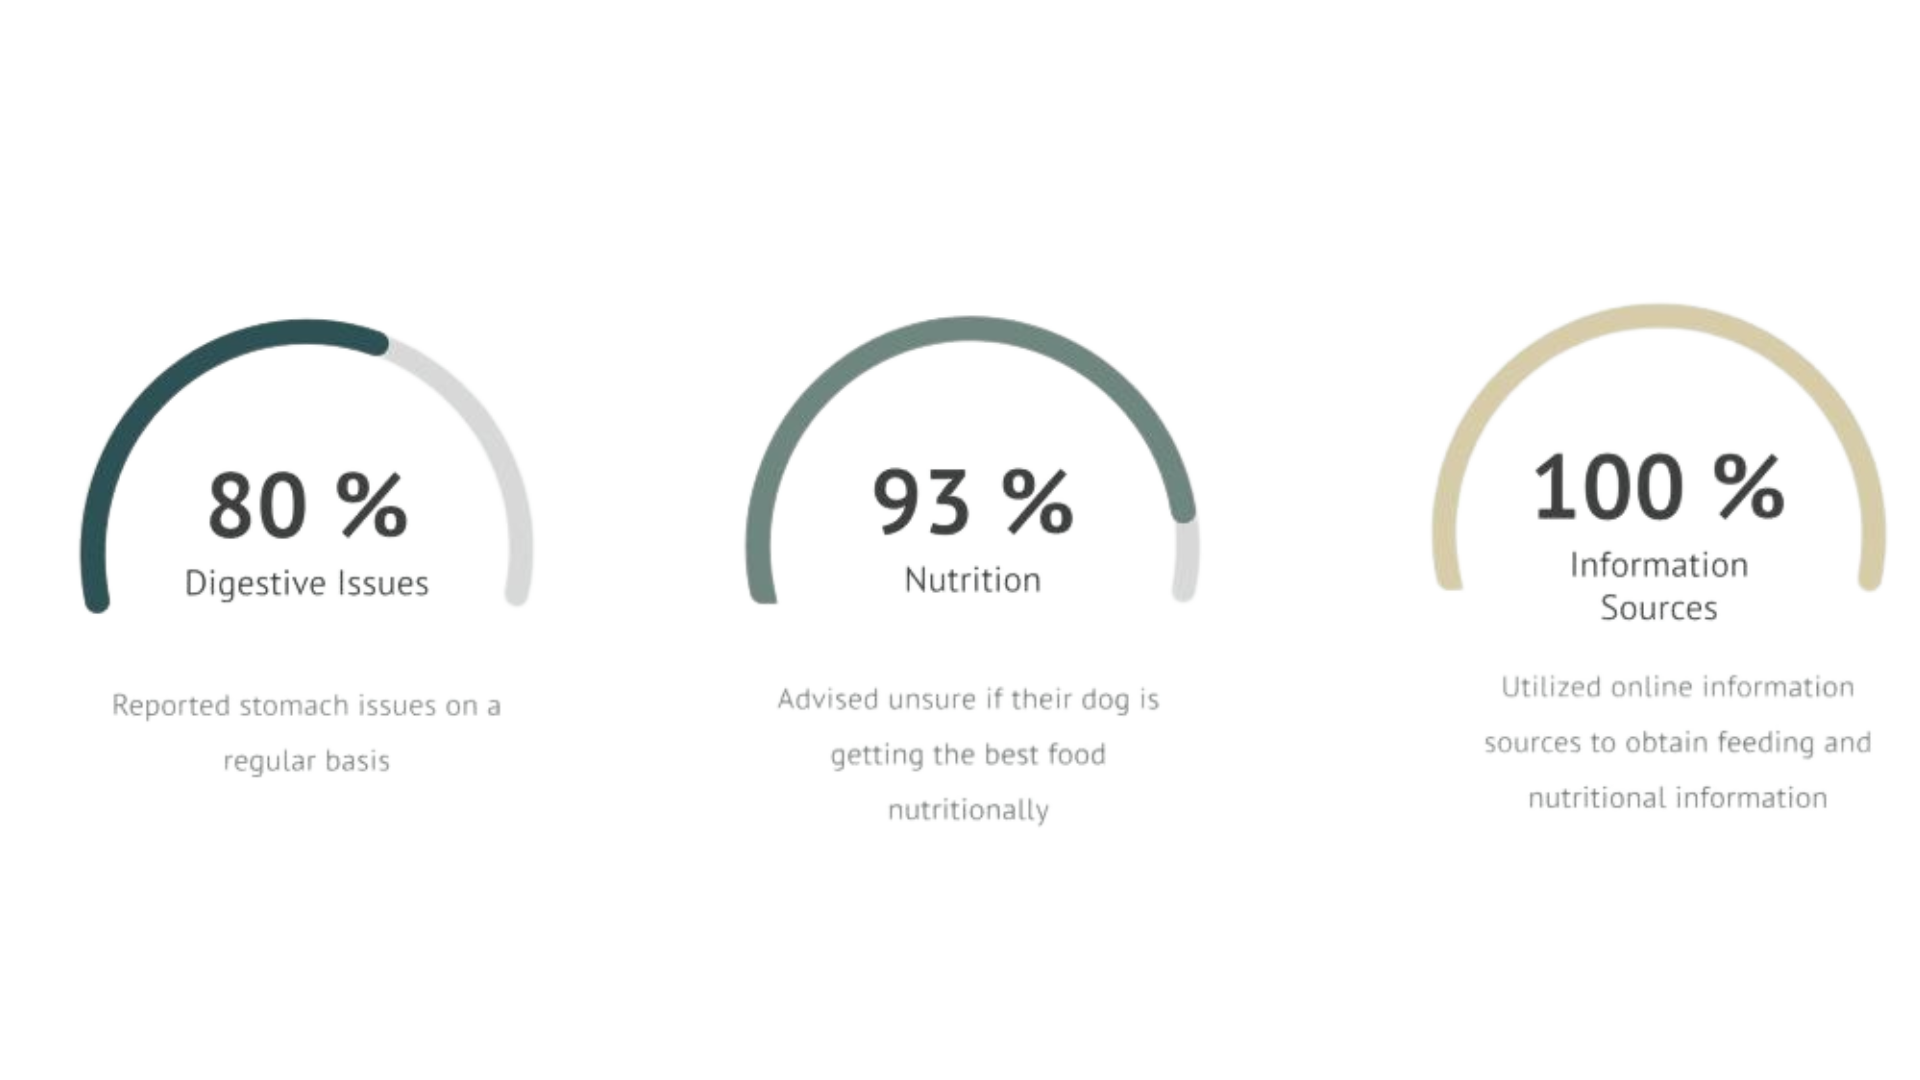 80 %
Digestive Issues
Reported stomach issues on a
regular basis
93 %
Nutrition
Advised unsure if their dog is
getting the best food
nutritionally
100 %
Information
Sources
Utilized online information
sources to obtain feeding and
nutritional information